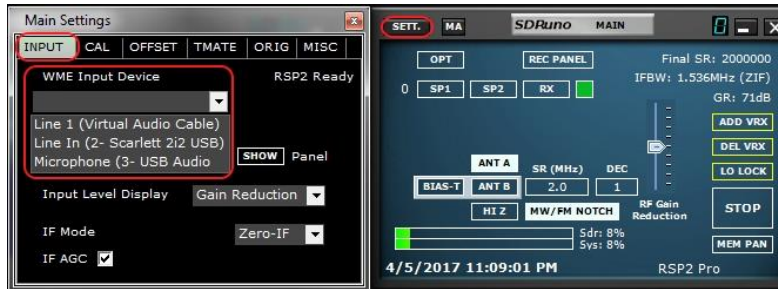 Main Settings
INPUT CAL OFFSET TMATE ORIG MISC
WME Input Device
RSP2 Ready
Line 1 (Virtual Audio Cable)
Line In (2- Scarlett 2i2 USB)
Microphone (3- USB Audio
SHOW Panel
Input Level Display Gain Reduction
IF Mode Zero-IF
IF AGC
SETT. MA SDRuno MAIN 0
OPT REC PANEL Final SR: 2000000
IFBW: 1.536MHz (ZIF)
0 SP1 SP2 RX
GR: 71dB
ADD VRX
DEL VRX
LO LOCK
ANT A SR (MHz) DEC
BIAS-T ANT B 2.0 1
HI Z MW/FM NOTCH
RF Gain
Reduction
STOP
Sdr: 8%
Sys: 8%
MEM PAN
4/5/2017 11:09:01 PM RSP2 Pro